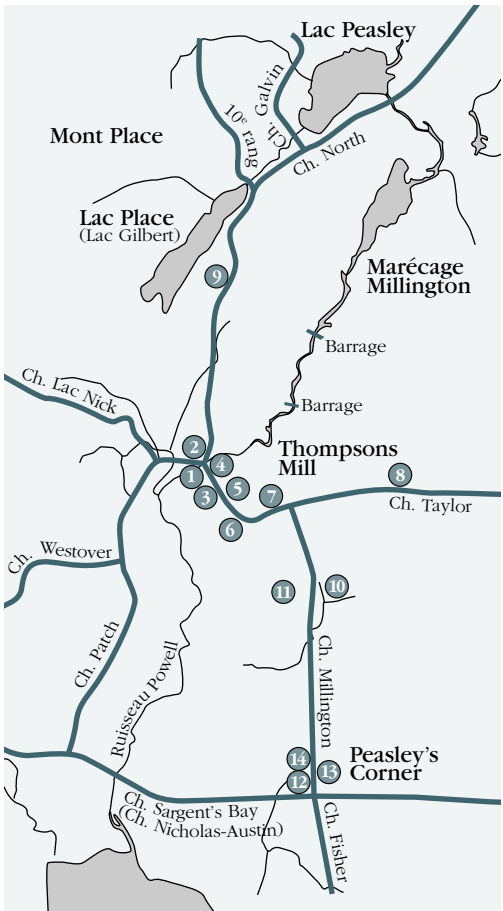 Lac Peasley
Ch. Galvin
10e rang
Mont Place
Ch. North
Lac Place
(Lac Gilbert)
9
Marécage
Millington
Barrage
Ch. Lac Nick
Barrage
2
Thompsons
Mill
1
4
3
5
7
8
6
Ch. Taylor
Ch. Westover
11
10
Ch. Patch
Ruisseau Powell
Ch. Millington
14
Peasley's
Corner
12
13
Ch. Sargent's Bay
(Ch. Nicholas-Austin)
Ch. Fisher